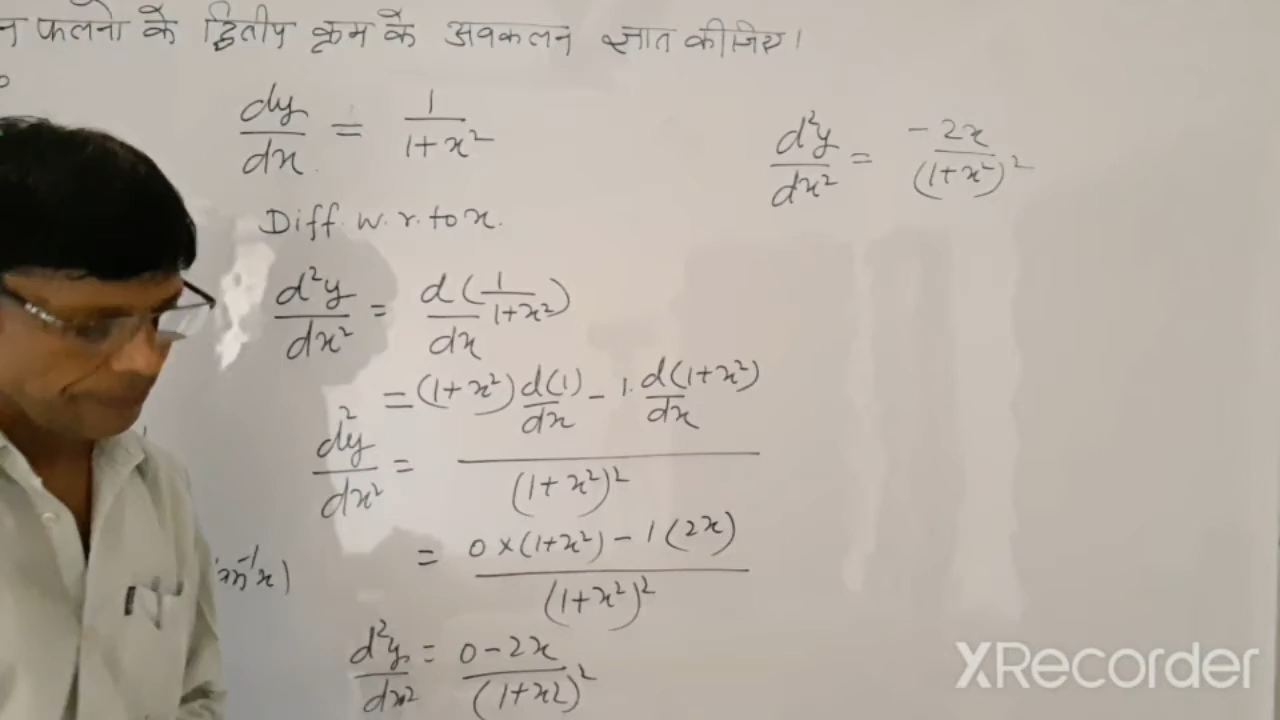 न फलनो के द्वितीय क्रम के अवकलन ज्ञात कीजिए।
dy/dx = 1/(1+x²)
Diff. w.r.to x.
d²y/dx² = d/dx (1/(1+x²))
= (1+x²) d(1)/dx - 1. d(1+x²)/dx
d²y/dx² = ———— / (1+x²)²
= (0×(1+x²) - 1(2x))/(1+x²)²
an⁻¹x)
d²y/dx² = (0-2x)/(1+x2)²
d²y/dx² = -2x/(1+x²)²
XRecorder